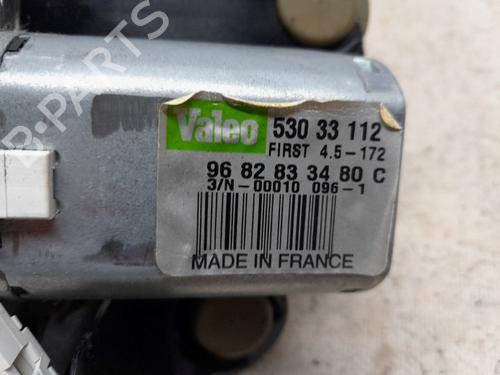 B-PARTS
Valeo 530 33 112
FIRST 4.5-172
96 82 83 34 80 C
3/N-00010 096-1
MADE IN FRANCE